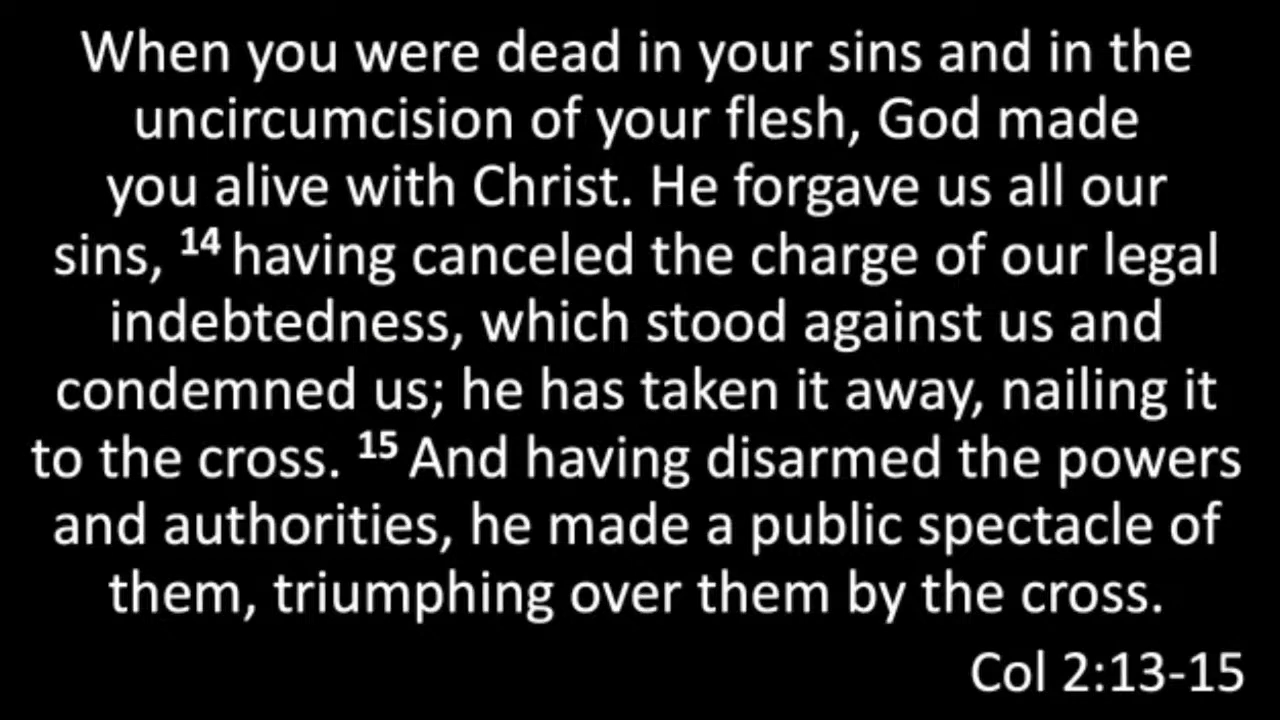 When you were dead in your sins and in the
uncircumcision of your flesh, God made
you alive with Christ. He forgave us all our
sins, 14 having canceled the charge of our legal
indebtedness, which stood against us and
condemned us; he has taken it away, nailing it
to the cross. 15 And having disarmed the powers
and authorities, he made a public spectacle of
them, triumphing over them by the cross.
Col 2:13-15